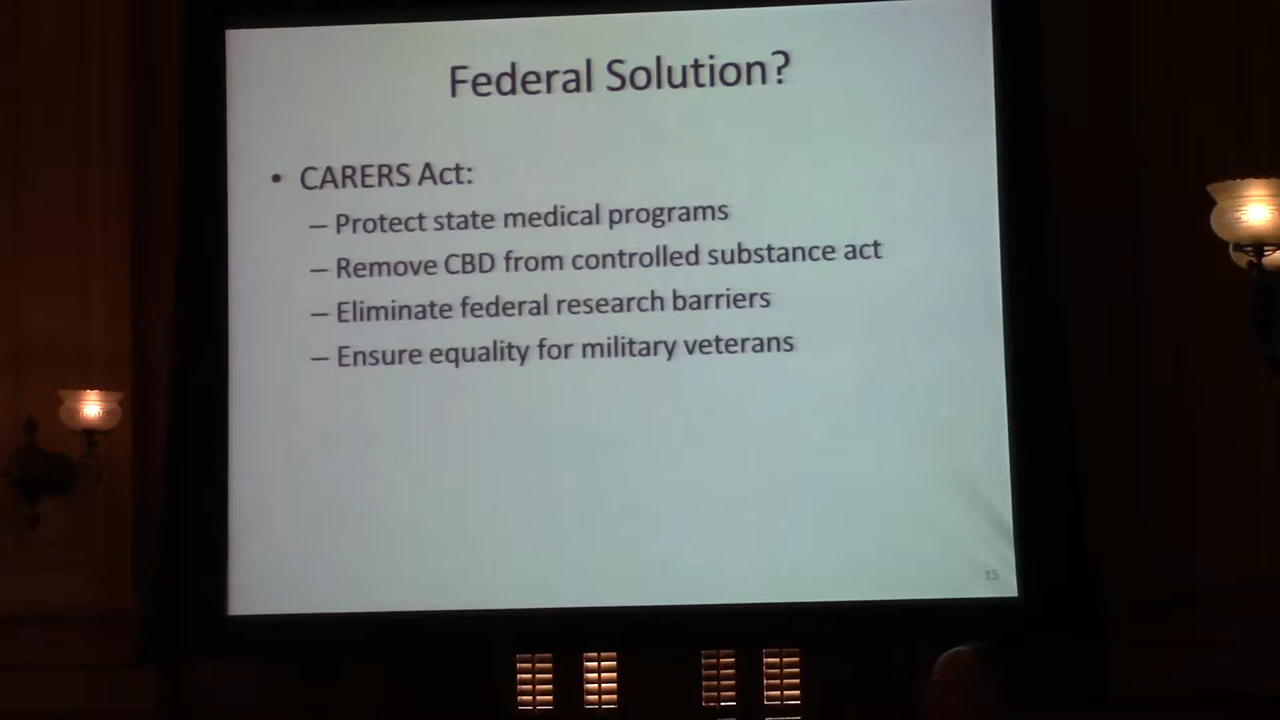 Federal Solution?
• CARERS Act:
– Protect state medical programs
– Remove CBD from controlled substance act
– Eliminate federal research barriers
– Ensure equality for military veterans
15